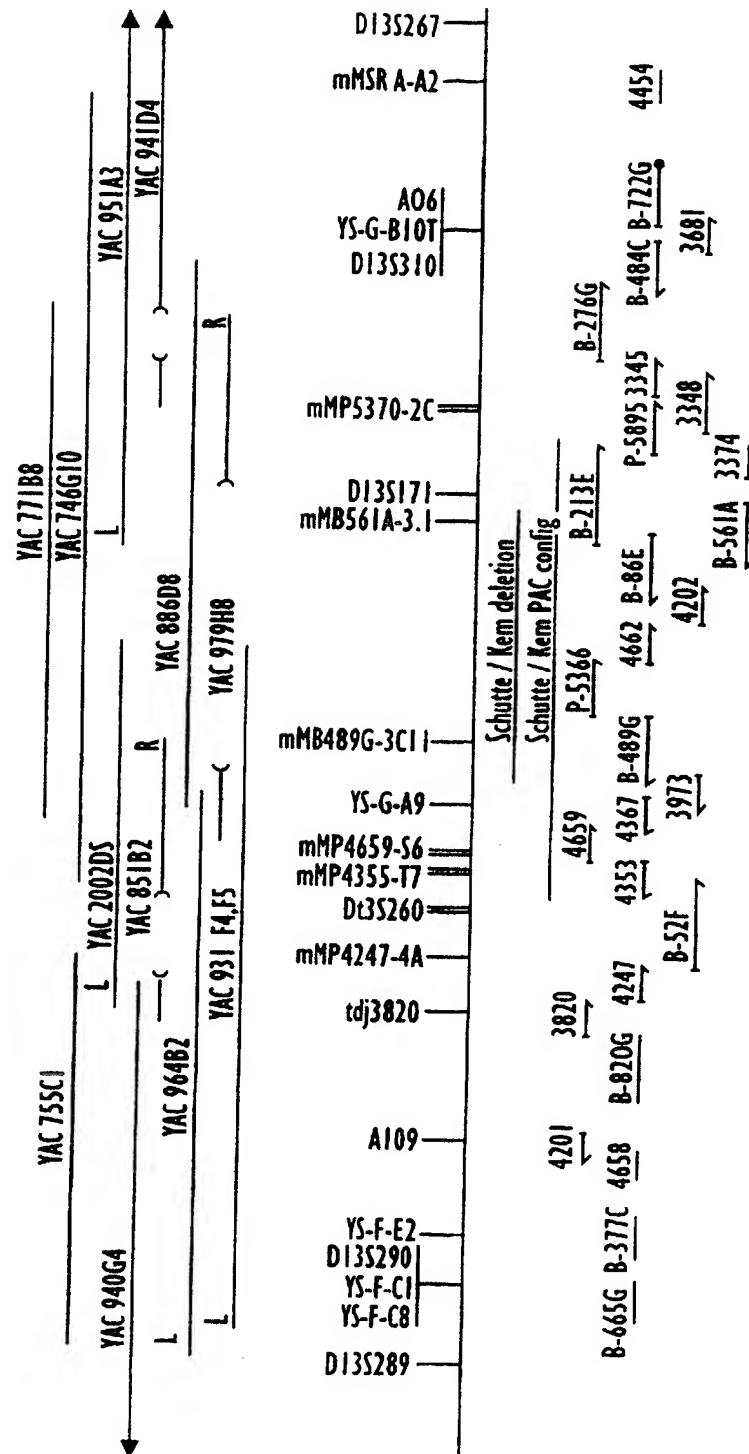 YAC 771B8
YAC 746G10
YAC 951A3
L
YAC 941D4
YAC 886D8
R
YAC 979H8
YAC 2002D5
L
YAC 851B2
R
YAC 755C1
YAC 940G4
YAC 964B2
L
YAC 931 F4,F5
L
D13S267
mMSR A-A2
A06
YS-G-B10T
D13S310
mMP5370-2C
D13S171
mMB561A-3.1
mMB489G-3C11
YS-G-A9
mMP4659-S6
mMP4355-T7
Dt3S260
mMP4247-4A
tdj3820
A109
YS-F-E2
D13S290
YS-F-C1
YS-F-C8
D13S289
Schutte / Kem deletion
Schutte / Kem PAC config
4454
B-722G
3681
B-484C
B-276G
3345
3348
P-5895
3374
B-213E
B-561A
B-86E
4202
4662
P-5366
B-489G
3973
4367
4659
4353
B-52F
4247
3820
B-820G
4201
4658
B-377C
B-665G